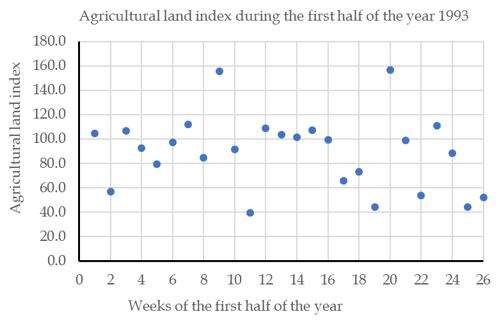 Agricultural land index during the first half of the year 1993
180.0
160.0
140.0
120.0
100.0
80.0
60.0
40.0
20.0
0.0
Agricultural land index
0 2 4 6 8 10 12 14 16 18 20 22 24 26
Weeks of the first half of the year